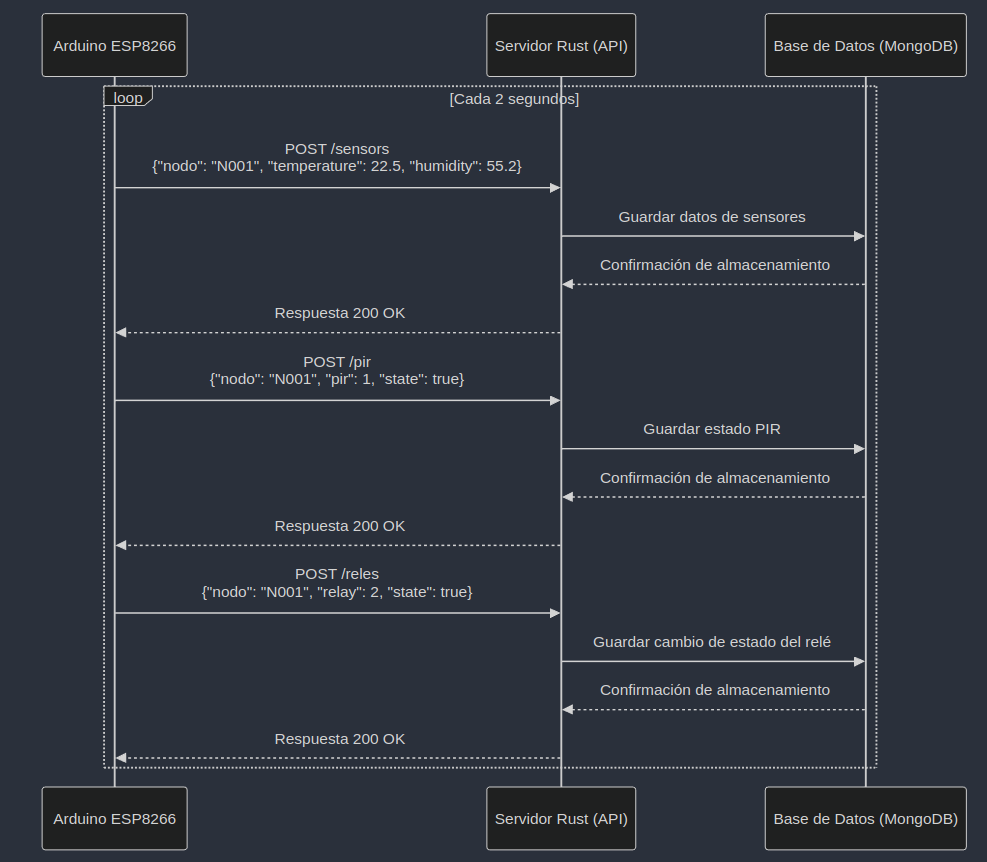 Arduino ESP8266
Servidor Rust (API)
Base de Datos (MongoDB)
loop
[Cada 2 segundos]
POST /sensors
{"nodo": "N001", "temperature": 22.5, "humidity": 55.2}
Guardar datos de sensores
Confirmación de almacenamiento
Respuesta 200 OK
POST /pir
{"nodo": "N001", "pir": 1, "state": true}
Guardar estado PIR
Confirmación de almacenamiento
Respuesta 200 OK
POST /reles
{"nodo": "N001", "relay": 2, "state": true}
Guardar cambio de estado del relé
Confirmación de almacenamiento
Respuesta 200 OK
Arduino ESP8266
Servidor Rust (API)
Base de Datos (MongoDB)